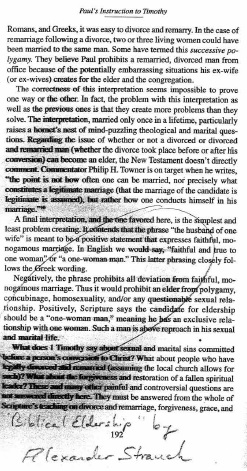 Paul's Instruction to Timothy
Romans, and Greeks, it was easy to divorce and remarry. In the case of
remarriage following a divorce, two or three living women could have
been married to the same man. Some have termed this successive po-
lygamy. They believe Paul prohibits a remarried, divorced man from
office because of the potential embarrassing situations his ex-wife
(or ex-wives) creates for the elder and the congregation.
The correctness of this interpretation seems impossible to prove
one way or the other. In fact, the problem with this interpretation as
well as the previous ones is that they create more problems than they
solve. The interpretation, married only once in a lifetime, particularly
raises a hornet's nest of mind-puzzling theological and marital ques-
tions. Regarding the issue of whether or not a divorced or divorced
and remarried man (whether the divorce took place before or after his
conversion) can become an elder, the New Testament doesn't directly
comment. Commentator Philip H. Towner is on target when he writes,
"the point is not how often one can be married, nor precisely what
constitutes a legitimate marriage (that the marriage of the candidate is
legitimate is assumed), but rather how one conducts himself in his
marriage."
A final interpretation, and the one favored here, is the simplest and
least problem creating. It contends that the phrase "the husband of one
wife" is meant to be a positive statement that expresses faithful, mo-
nogamous marriage. In English we would say, "faithful and true to
one woman" or "a one-woman man." This latter phrasing closely fol-
lows the Greek wording.
Negatively, the phrase prohibits all deviation from faithful, mo-
nogamous marriage. Thus it would prohibit an elder from polygamy,
concubinage, homosexuality, and/or any questionable sexual rela-
tionship. Positively, Scripture says the candidate for eldership
should be a "one-woman man," meaning he has an exclusive rela-
tionship with one woman. Such a man is above reproach in his sexual
and marital life.
What does 1 Timothy say about sexual and marital sins committed
before a person's conversion to Christ? What about people who have
legally divorced and remarried (assuming the local church allows for
What about the forgiveness and restoration of a fallen spiritual
These and many other painful and controversial questions are
not answered directly here. They must be answered from the whole of
on divorce and remarriage, forgiveness, grace, and
"Biblical Eldership" by
192
Alexander Strauch